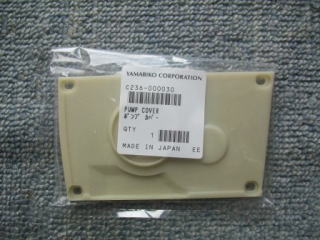 YAMABIKO CORPORATION
C236-000030
PUMP COVER
ポンプ カバー
QTY 1
MADE IN JAPAN EE